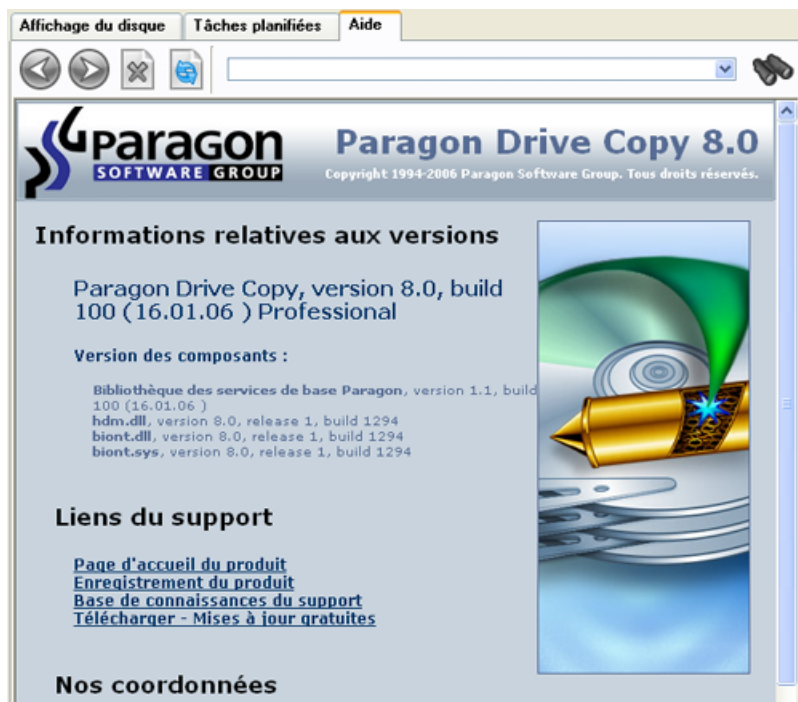 Affichage du disque Tâches planifiées Aide
Paragon
SOFTWARE GROUP
Paragon Drive Copy 8.0
Copyright 1994-2006 Paragon Software Group. Tous droits réservés.
Informations relatives aux versions
Paragon Drive Copy, version 8.0, build
100 (16.01.06 ) Professional
Version des composants :
Bibliothèque des services de base Paragon, version 1.1, build
100 (16.01.06 )
hdm.dll, version 8.0, release 1, build 1294
biont.dll, version 8.0, release 1, build 1294
biont.sys, version 8.0, release 1, build 1294
Liens du support
Page d'accueil du produit
Enregistrement du produit
Base de connaissances du support
Télécharger - Mises à jour gratuites
Nos coordonnées